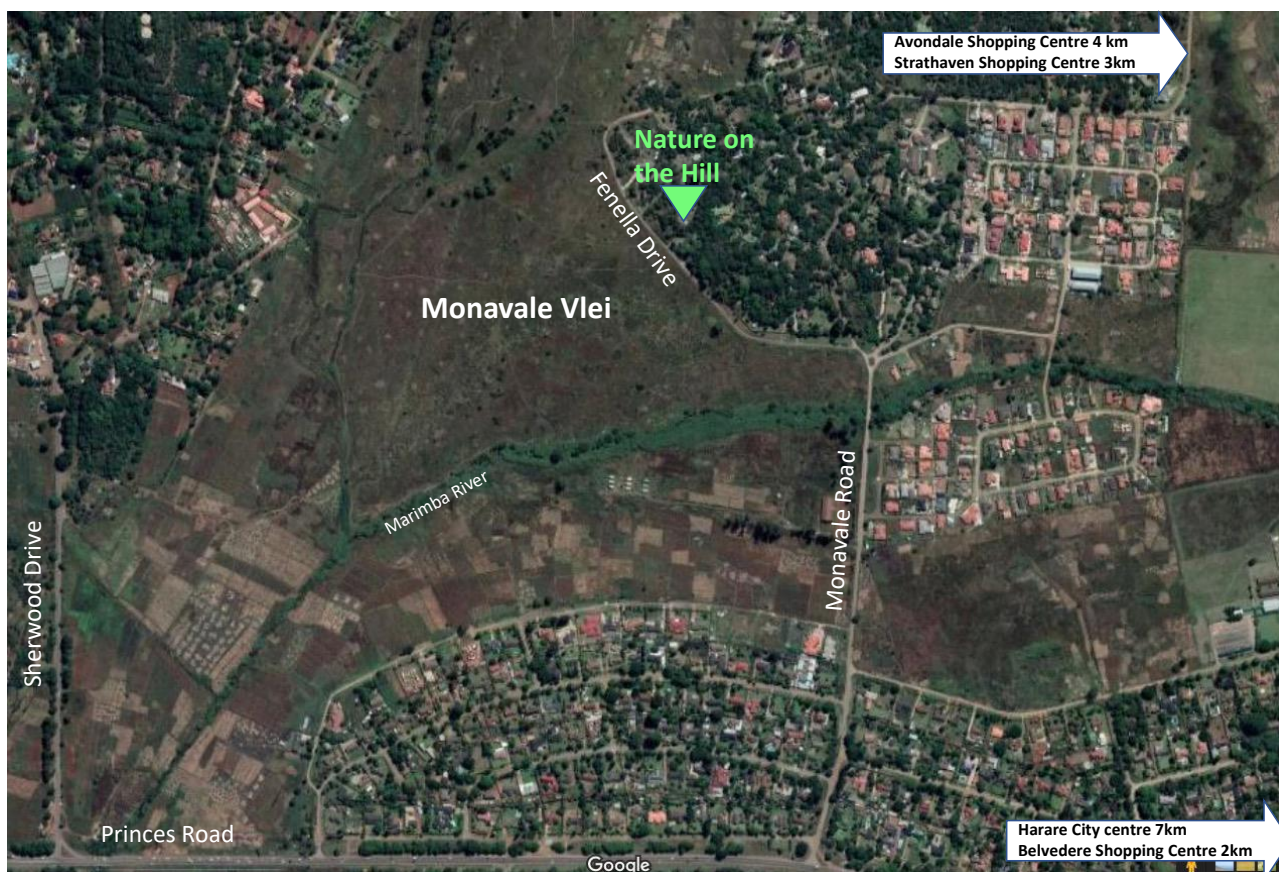 Avondale Shopping Centre 4 km
Strathaven Shopping Centre 3km
Nature on
the Hill
Fenella Drive
Monavale Vlei
Marimba River
Monavale Road
Sherwood Drive
Princes Road
Harare City centre 7km
Belvedere Shopping Centre 2km
Google